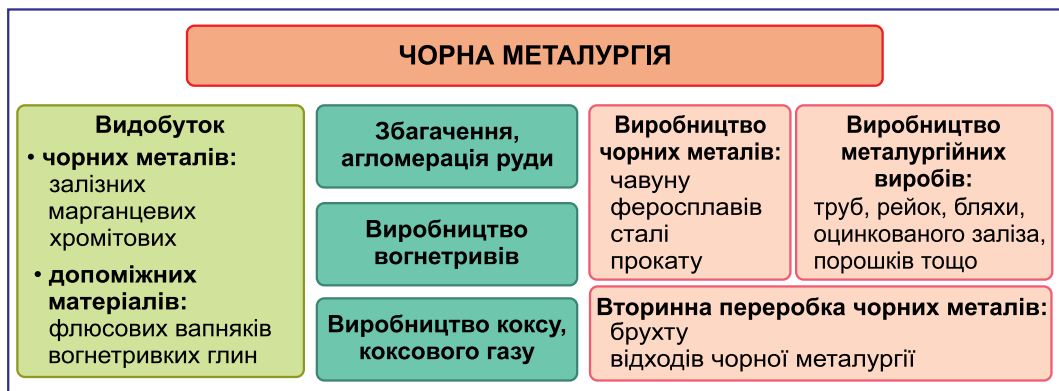 ЧОРНА МЕТАЛУРГІЯ
Видобуток
• чорних металів:
залізних
марганцевих
хромітових
• допоміжних
матеріалів:
флюсових вапняків
вогнетривких глин
Збагачення,
агломерація руди
Виробництво
вогнетривів
Виробництво коксу,
коксового газу
Виробництво
чорних металів:
чавуну
феросплавів
сталі
прокату
Виробництво
металургійних
виробів:
труб, рейок, бляхи,
оцинкованого заліза,
порошків тощо
Вторинна переробка чорних металів:
брухту
відходів чорної металургії